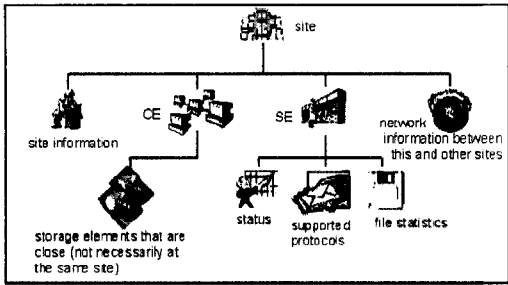 site
site information
CE
SE
network
information between
this and other sites
storage elements that are
close (not necessarily at
the same site)
status
supported
protocols
file statistics